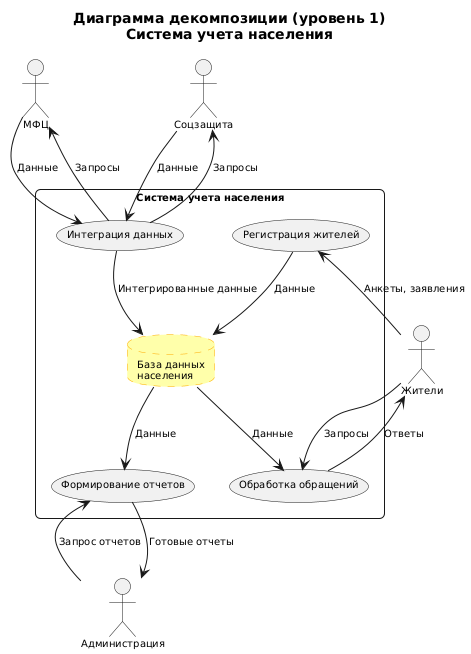 Диаграмма декомпозиции (уровень 1)
Система учета населения
МФЦ
Соцзащита
Данные
Запросы
Данные
Запросы
Система учета населения
Интеграция данных
Регистрация жителей
Интегрированные данные
Данные
Анкеты, заявления
База данных
населения
Жители
Данные
Данные
Запросы
Ответы
Формирование отчетов
Обработка обращений
Запрос отчетов
Готовые отчеты
Администрация